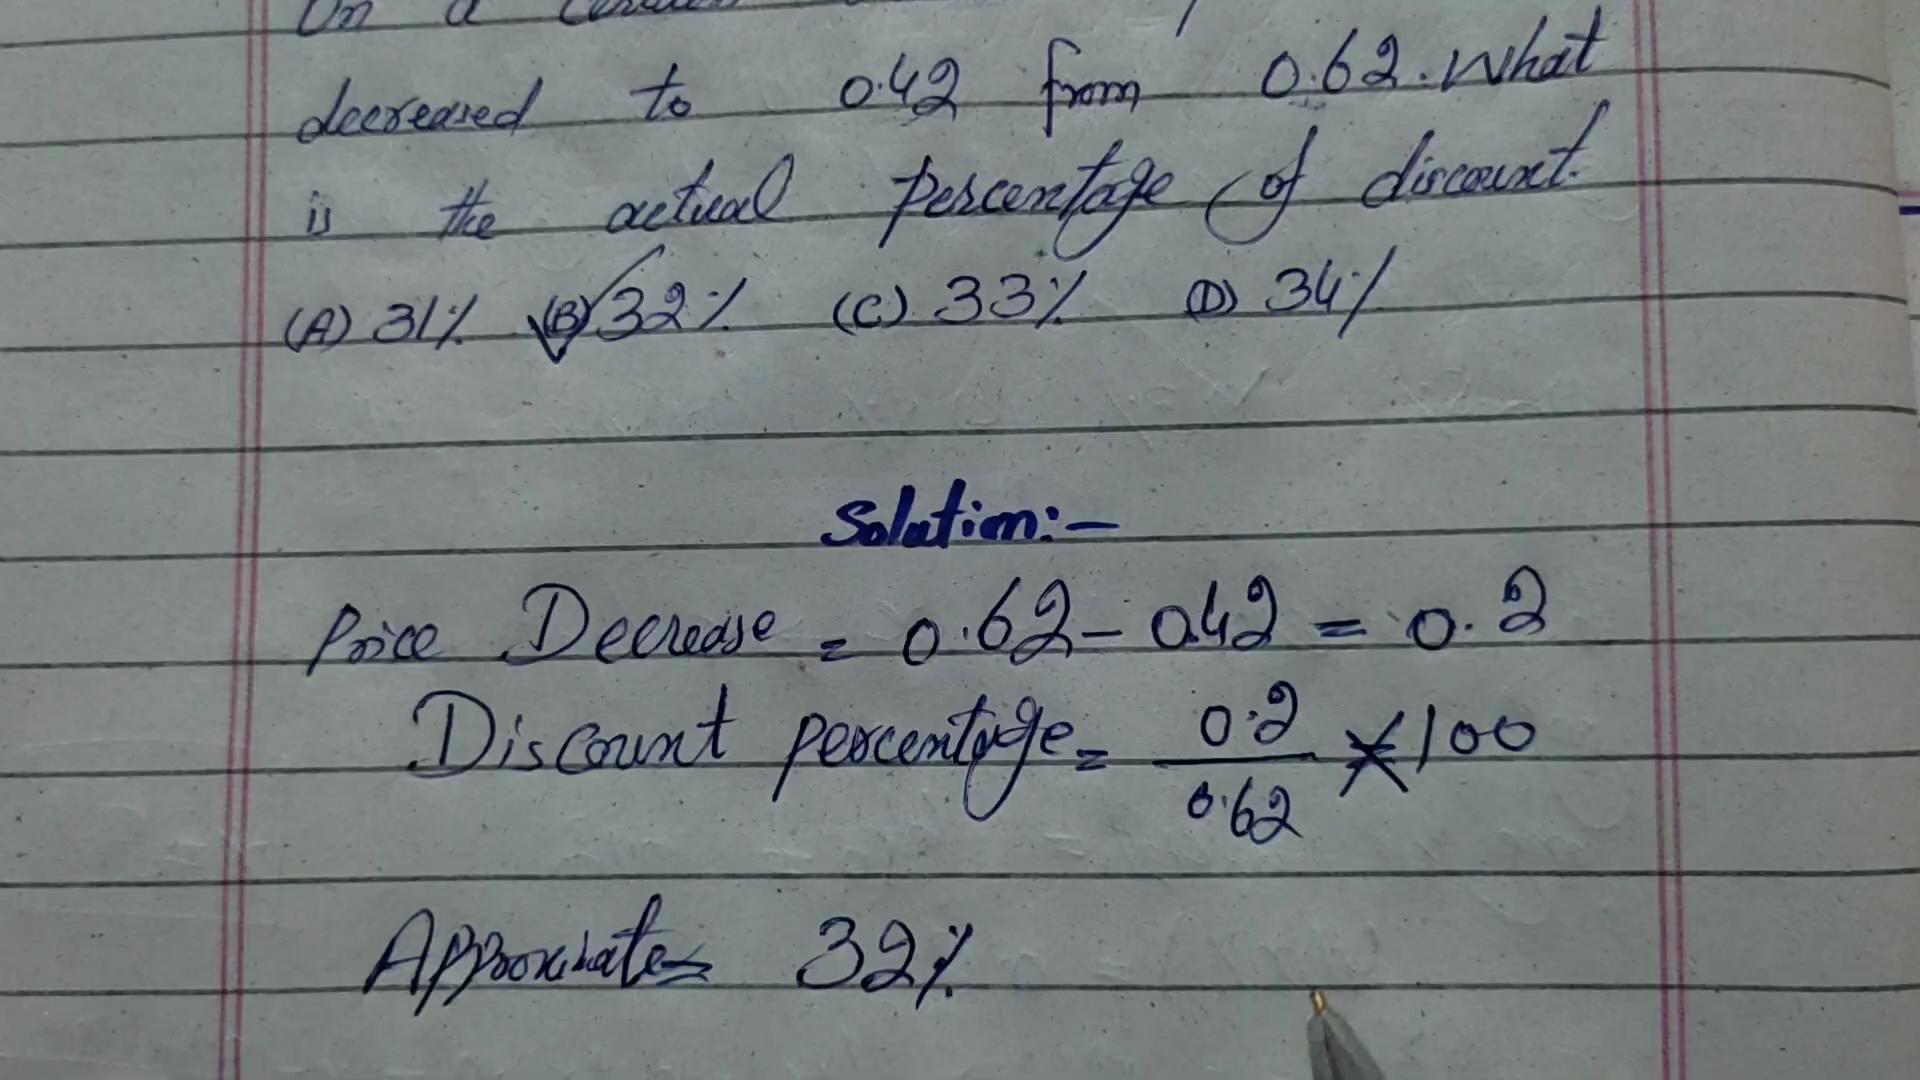 On a
decreased to 0.42 from 0.62. What
is the actual percentage of discount.
(A) 31% (B) 32% (C) 33% (D) 34%
Solution:-
Price Decrease = 0.62 - 0.42 = 0.2
Discount percentage = 0.2 / 0.62 × 100
Approximate = 32%